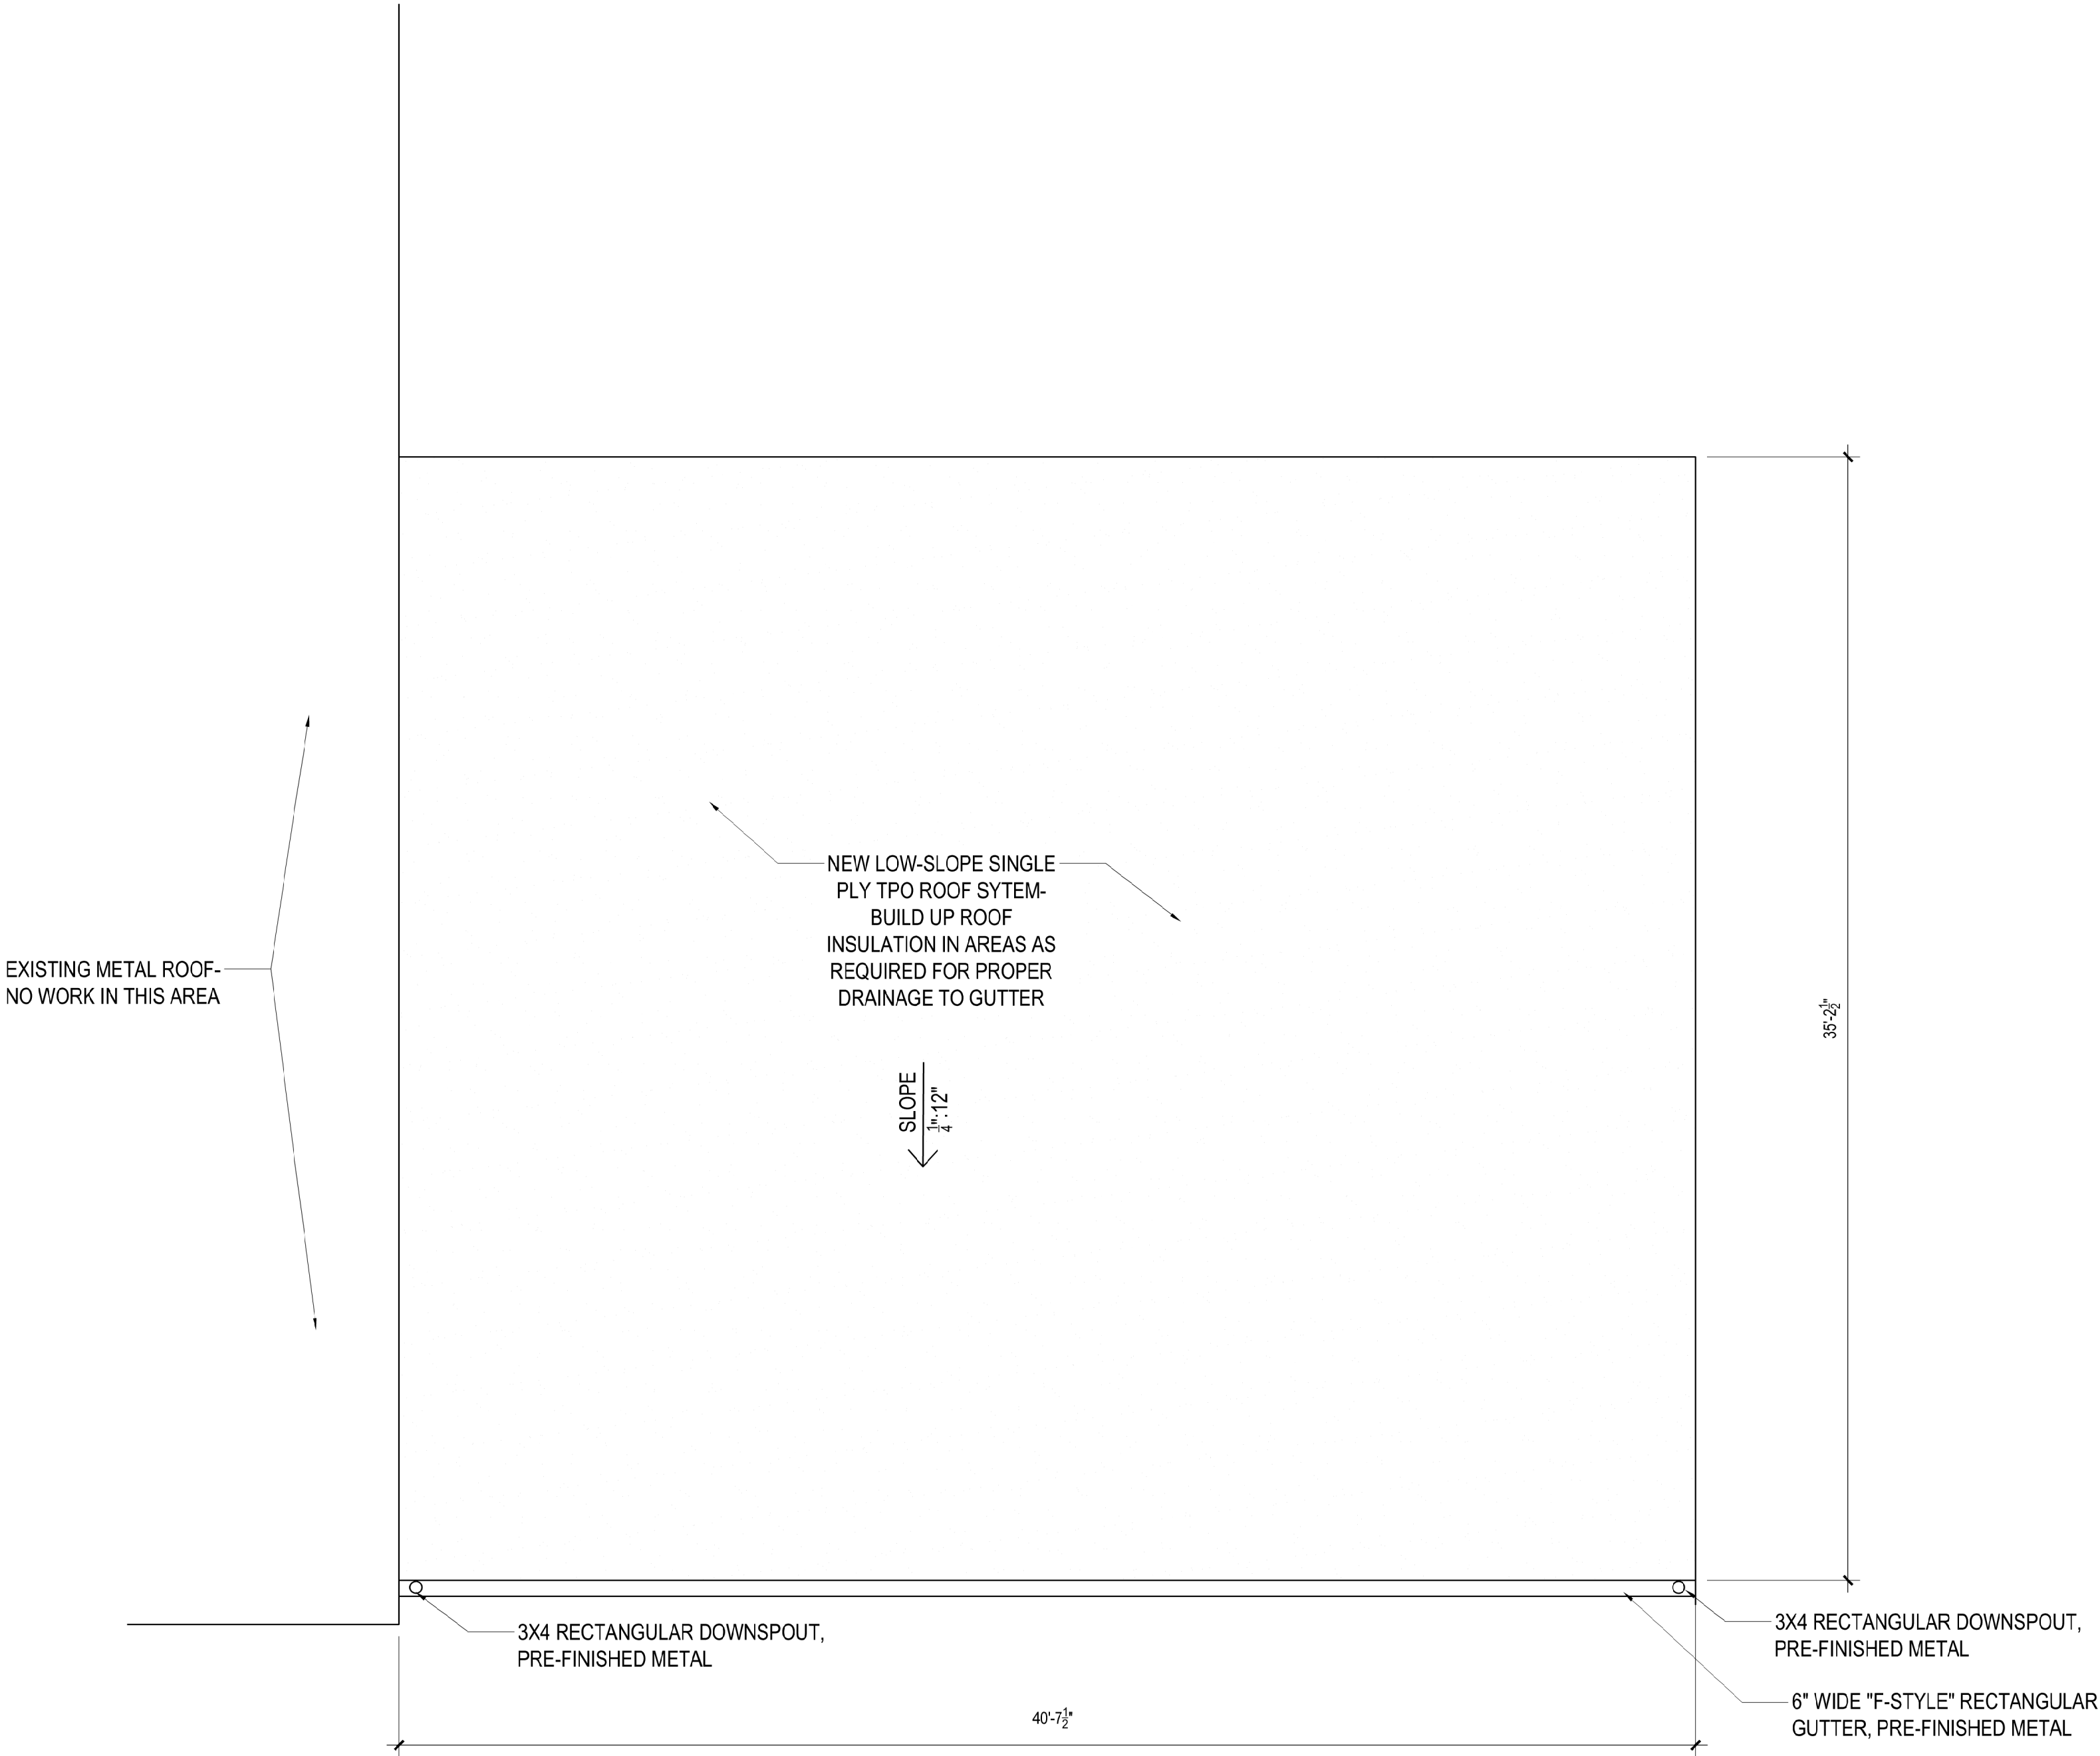 NEW LOW-SLOPE SINGLE
PLY TPO ROOF SYTEM-
BUILD UP ROOF
INSULATION IN AREAS AS
REQUIRED FOR PROPER
DRAINAGE TO GUTTER
EXISTING METAL ROOF-
NO WORK IN THIS AREA
35'-2 1/2"
SLOPE
1/4":12"
3X4 RECTANGULAR DOWNSPOUT,
PRE-FINISHED METAL
3X4 RECTANGULAR DOWNSPOUT,
PRE-FINISHED METAL
6" WIDE "F-STYLE" RECTANGULAR
GUTTER, PRE-FINISHED METAL
40'-7 1/2"